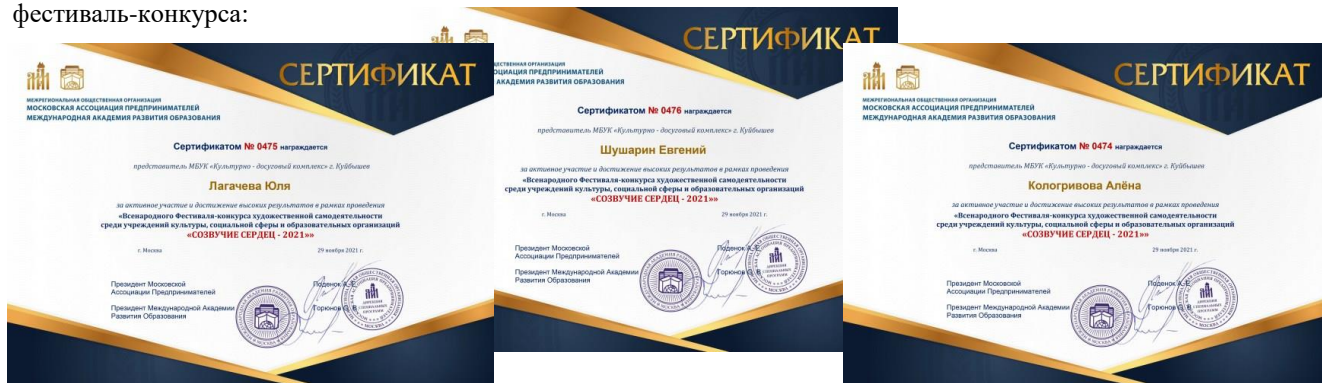 фестиваль-конкурса:
СЕРТИФИКАТ
МЕЖРЕГИОНАЛЬНАЯ ОБЩЕСТВЕННАЯ ОРГАНИЗАЦИЯ
МОСКОВСКАЯ АССОЦИАЦИЯ ПРЕДПРИНИМАТЕЛЕЙ
МЕЖДУНАРОДНАЯ АКАДЕМИЯ РАЗВИТИЯ ОБРАЗОВАНИЯ
Сертификатом № 0475 награждается
представитель МБУК «Культурно - досуговый комплекс» г. Куйбышев
Лагачева Юля
за активное участие и достижение высоких результатов в рамках проведения
«Всенародного Фестиваля-конкурса художественной самодеятельности
среди учреждений культуры, социальной сферы и образовательных организаций
«СОЗВУЧИЕ СЕРДЕЦ - 2021»»
г. Москва 29 ноября 2021 г.
Президент Московской
Ассоциации Предпринимателей
Поденок А.Е.
Президент Международной Академии
Развития Образования
Горюнов
СЕРТИФИКАТ
ПРЕДПРИНИМАТЕЛЕЙ
АКАДЕМИЯ РАЗВИТИЯ ОБРАЗОВАНИЯ
Сертификатом № 0476 награждается
представитель МБУК «Культурно - досуговый комплекс» г. Куйбышев
Шушарин Евгений
за активное участие и достижение высоких результатов в рамках проведения
«Всенародного Фестиваля-конкурса художественной самодеятельности
среди учреждений культуры, социальной сферы и образовательных организаций
«СОЗВУЧИЕ СЕРДЕЦ - 2021»»
г. Москва 29 ноября 2021 г.
Президент Московской
Ассоциации Предпринимателей
Поденок А.Е.
Президент Международной Академии
Развития Образования
Горюнов
СЕРТИФИКАТ
МЕЖРЕГИОНАЛЬНАЯ ОБЩЕСТВЕННАЯ ОРГАНИЗАЦИЯ
МОСКОВСКАЯ АССОЦИАЦИЯ ПРЕДПРИНИМАТЕЛЕЙ
МЕЖДУНАРОДНАЯ АКАДЕМИЯ РАЗВИТИЯ ОБРАЗОВАНИЯ
Сертификатом № 0474 награждается
представитель МБУК «Культурно - досуговый комплекс» г. Куйбышев
Кологривова Алёна
за активное участие и достижение высоких результатов в рамках проведения
«Всенародного Фестиваля-конкурса художественной самодеятельности
среди учреждений культуры, социальной сферы и образовательных организаций
«СОЗВУЧИЕ СЕРДЕЦ - 2021»»
г. Москва 29 ноября 2021 г.
Президент Московской
Ассоциации Предпринимателей
Поденок А.Е.
Президент Международной Академии
Развития Образования
Горюнов